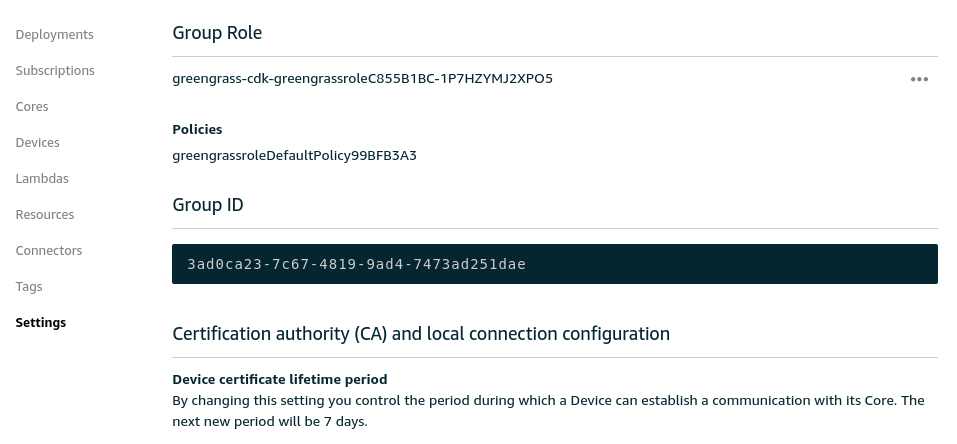 Deployments
Subscriptions
Cores
Devices
Lambdas
Resources
Connectors
Tags
Settings
Group Role
greengrass-cdk-greengrassroleC855B1BC-1P7HZYMJ2XPO5
Policies
greengrassroleDefaultPolicy99BFB3A3
Group ID
3ad0ca23-7c67-4819-9ad4-7473ad251dae
Certification authority (CA) and local connection configuration
Device certificate lifetime period
By changing this setting you control the period during which a Device can establish a communication with its Core. The
next new period will be 7 days.